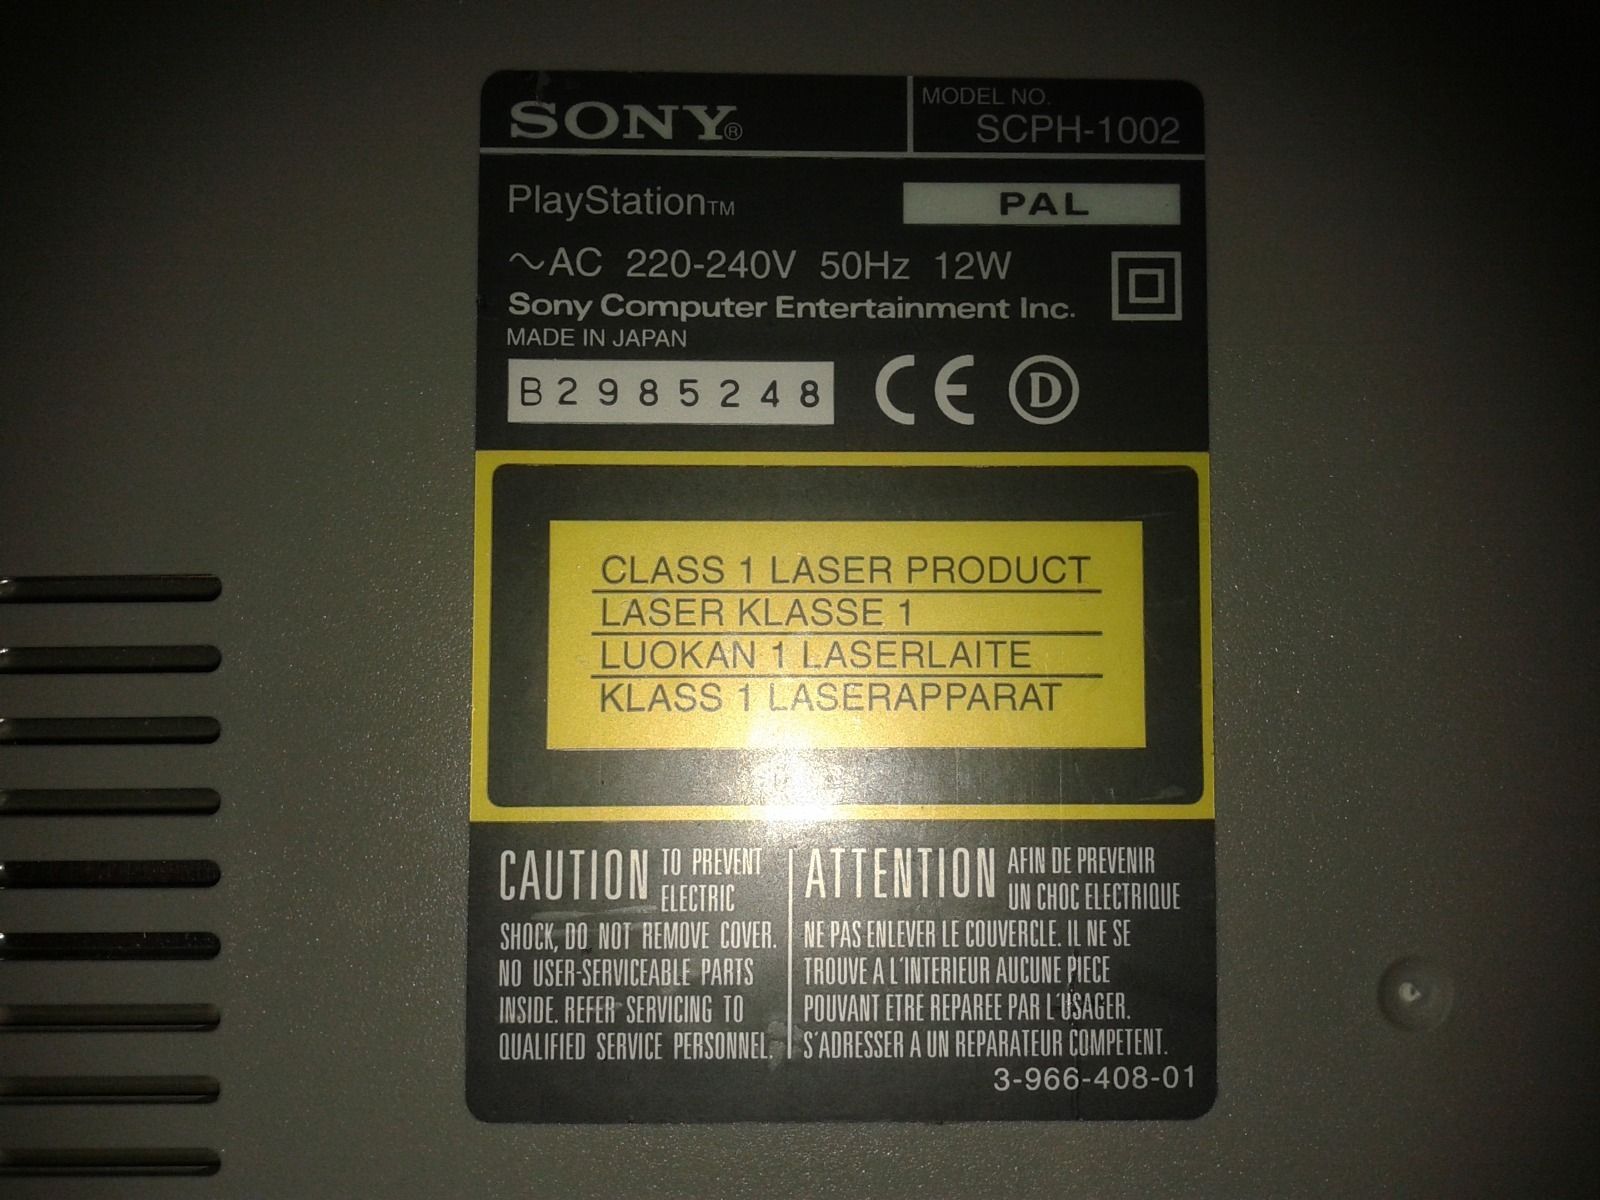 SONY®
MODEL NO.
SCPH-1002
PlayStation™
PAL
~AC 220-240V 50Hz 12W
Sony Computer Entertainment Inc.
MADE IN JAPAN
B2985248
CE
D
CLASS 1 LASER PRODUCT
LASER KLASSE 1
LUOKAN 1 LASERLAITE
KLASS 1 LASERAPPARAT
CAUTION TO PREVENT
ELECTRIC
SHOCK, DO NOT REMOVE COVER.
NO USER-SERVICEABLE PARTS
INSIDE. REFER SERVICING TO
QUALIFIED SERVICE PERSONNEL.
ATTENTION AFIN DE PREVENIR
UN CHOC ELECTRIQUE
NE PAS ENLEVER LE COUVERCLE. IL NE SE
TROUVE A L'INTERIEUR AUCUNE PIECE
POUVANT ETRE REPAREE PAR L'USAGER.
S'ADRESSER A UN REPARATEUR COMPETENT.
3-966-408-01